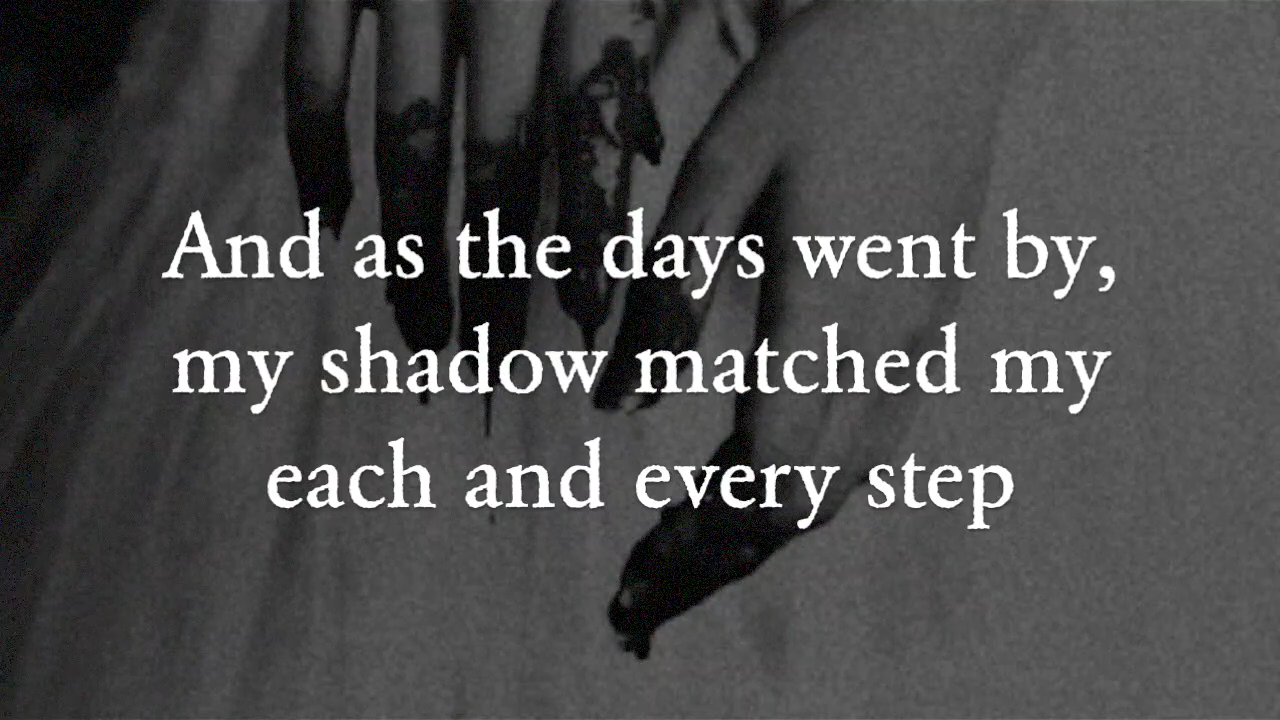 And as the days went by,
my shadow matched my
each and every step